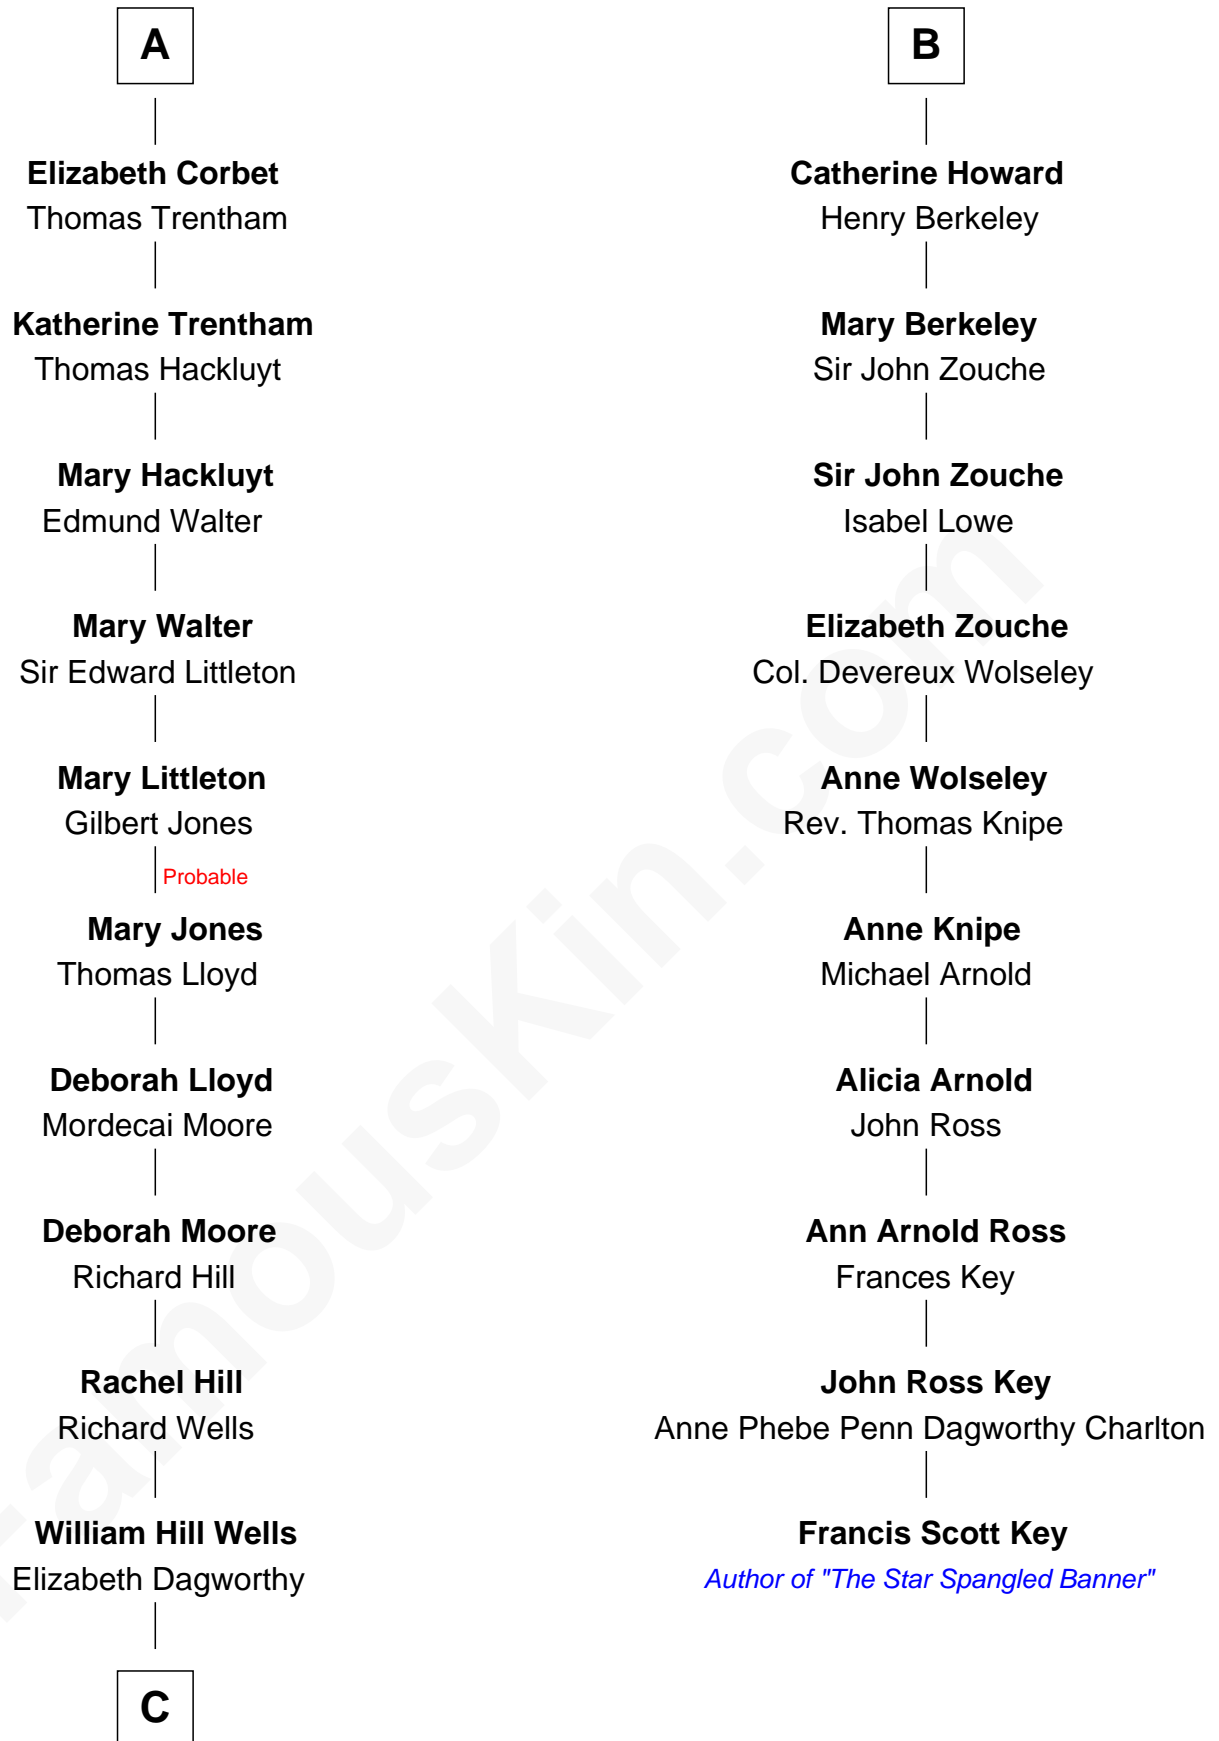 A
Elizabeth Corbet
Thomas Trentham
Katherine Trentham
Thomas Hackluyt
Mary Hackluyt
Edmund Walter
Mary Walter
Sir Edward Littleton
Mary Littleton
Gilbert Jones
Probable
Mary Jones
Thomas Lloyd
Deborah Lloyd
Mordecai Moore
Deborah Moore
Richard Hill
Rachel Hill
Richard Wells
William Hill Wells
Elizabeth Dagworthy
C
B
Catherine Howard
Henry Berkeley
Mary Berkeley
Sir John Zouche
Sir John Zouche
Isabel Lowe
Elizabeth Zouche
Col. Devereux Wolseley
Anne Wolseley
Rev. Thomas Knipe
Anne Knipe
Michael Arnold
Alicia Arnold
John Ross
Ann Arnold Ross
Frances Key
John Ross Key
Anne Phebe Penn Dagworthy Charlton
Francis Scott Key
Author of "The Star Spangled Banner"
FamousKin.com